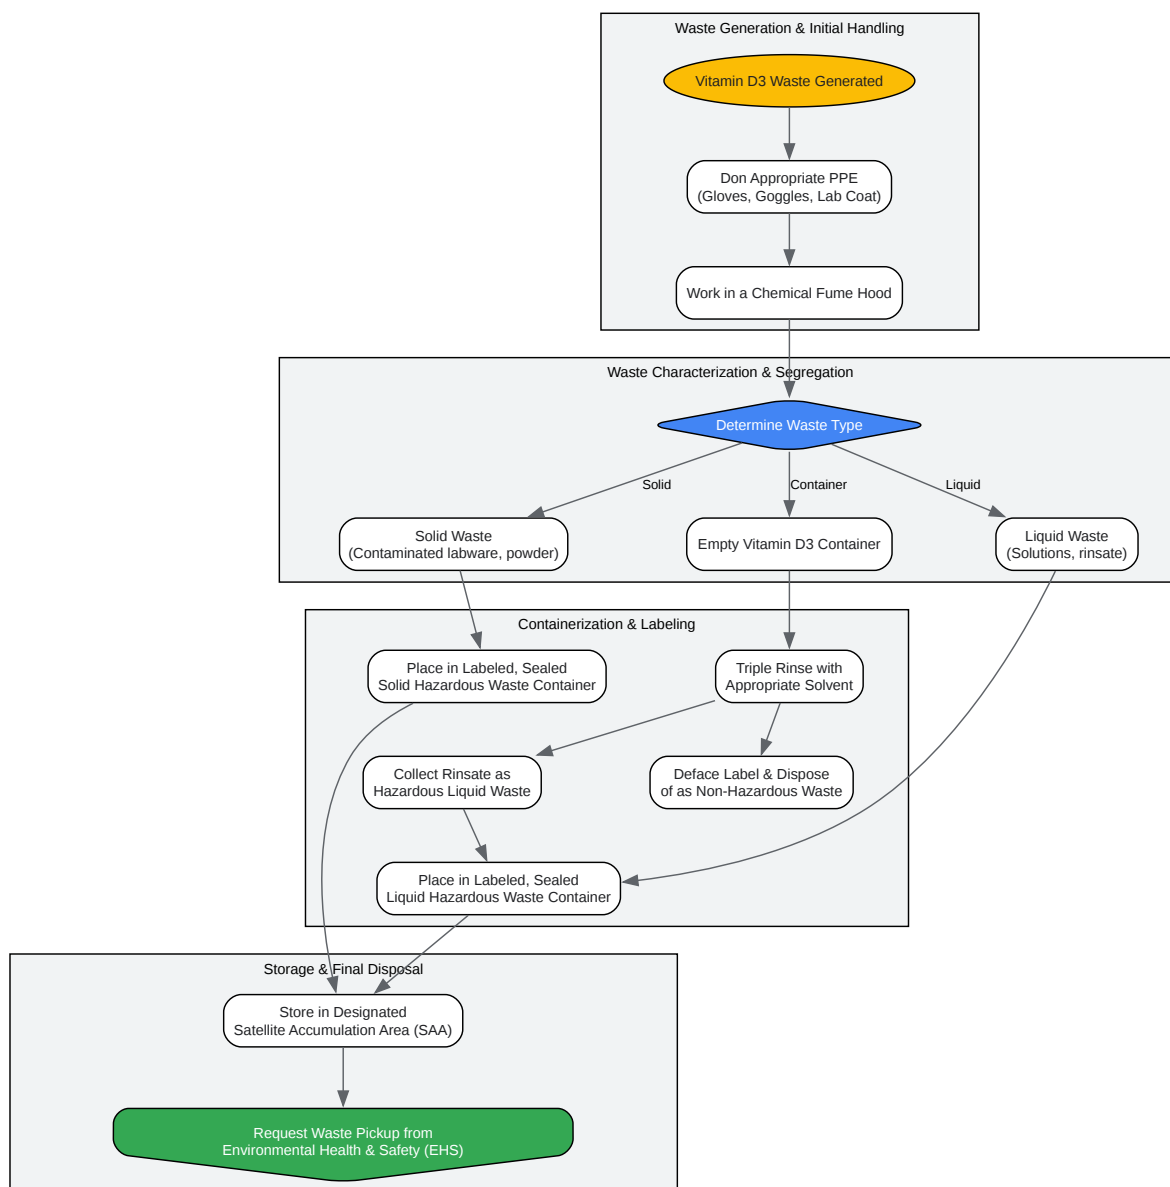 Waste Generation & Initial Handling
Vitamin D3 Waste Generated
Don Appropriate PPE
(Gloves, Goggles, Lab Coat)
Work in a Chemical Fume Hood
Waste Characterization & Segregation
Determine Waste Type
Solid
Container
Liquid
Solid Waste
(Contaminated labware, powder)
Empty Vitamin D3 Container
Liquid Waste
(Solutions, rinsate)
Containerization & Labeling
Place in Labeled, Sealed
Solid Hazardous Waste Container
Triple Rinse with
Appropriate Solvent
Collect Rinsate as
Hazardous Liquid Waste
Deface Label & Dispose
of as Non-Hazardous Waste
Place in Labeled, Sealed
Liquid Hazardous Waste Container
Storage & Final Disposal
Store in Designated
Satellite Accumulation Area (SAA)
Request Waste Pickup from
Environmental Health & Safety (EHS)